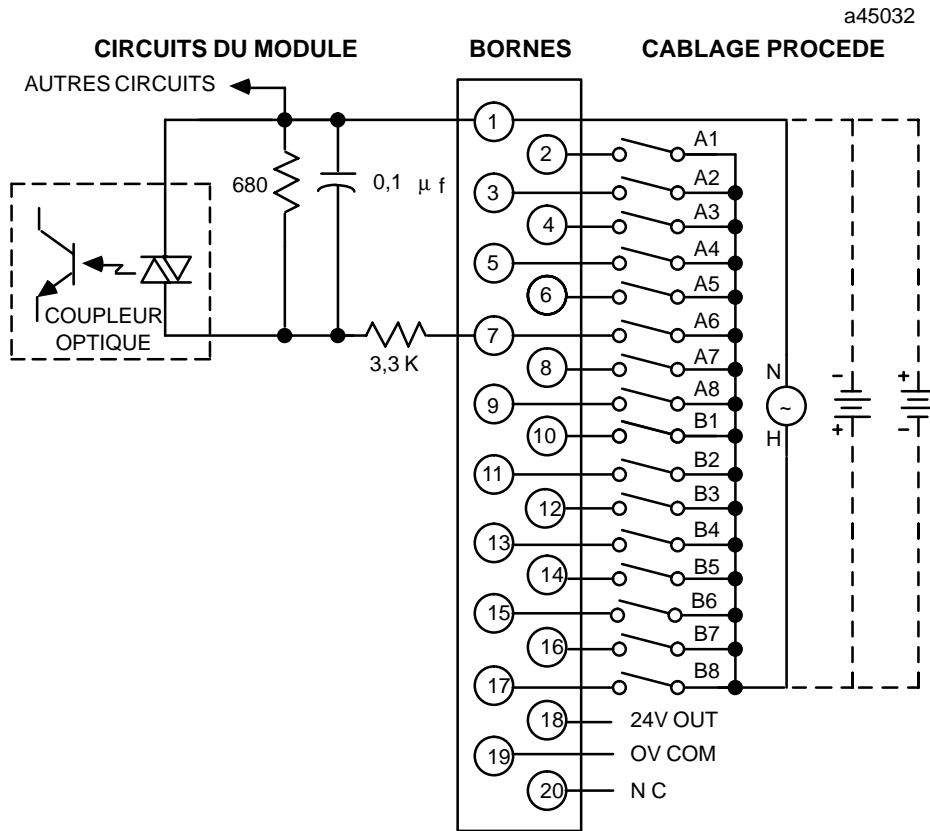 a45032
CIRCUITS DU MODULE
BORNES
CABLAGE PROCEDE
AUTRES CIRCUITS
680
0,1 μ f
COUPLEUR
OPTIQUE
3,3 K
1
2
A1
3
A2
4
A3
5
A4
6
A5
7
A6
8
A7
9
A8
10
B1
11
B2
12
B3
13
B4
14
B5
15
B6
16
B7
17
B8
18
24V OUT
19
OV COM
20
N C
N
~
H
-
+
+
-